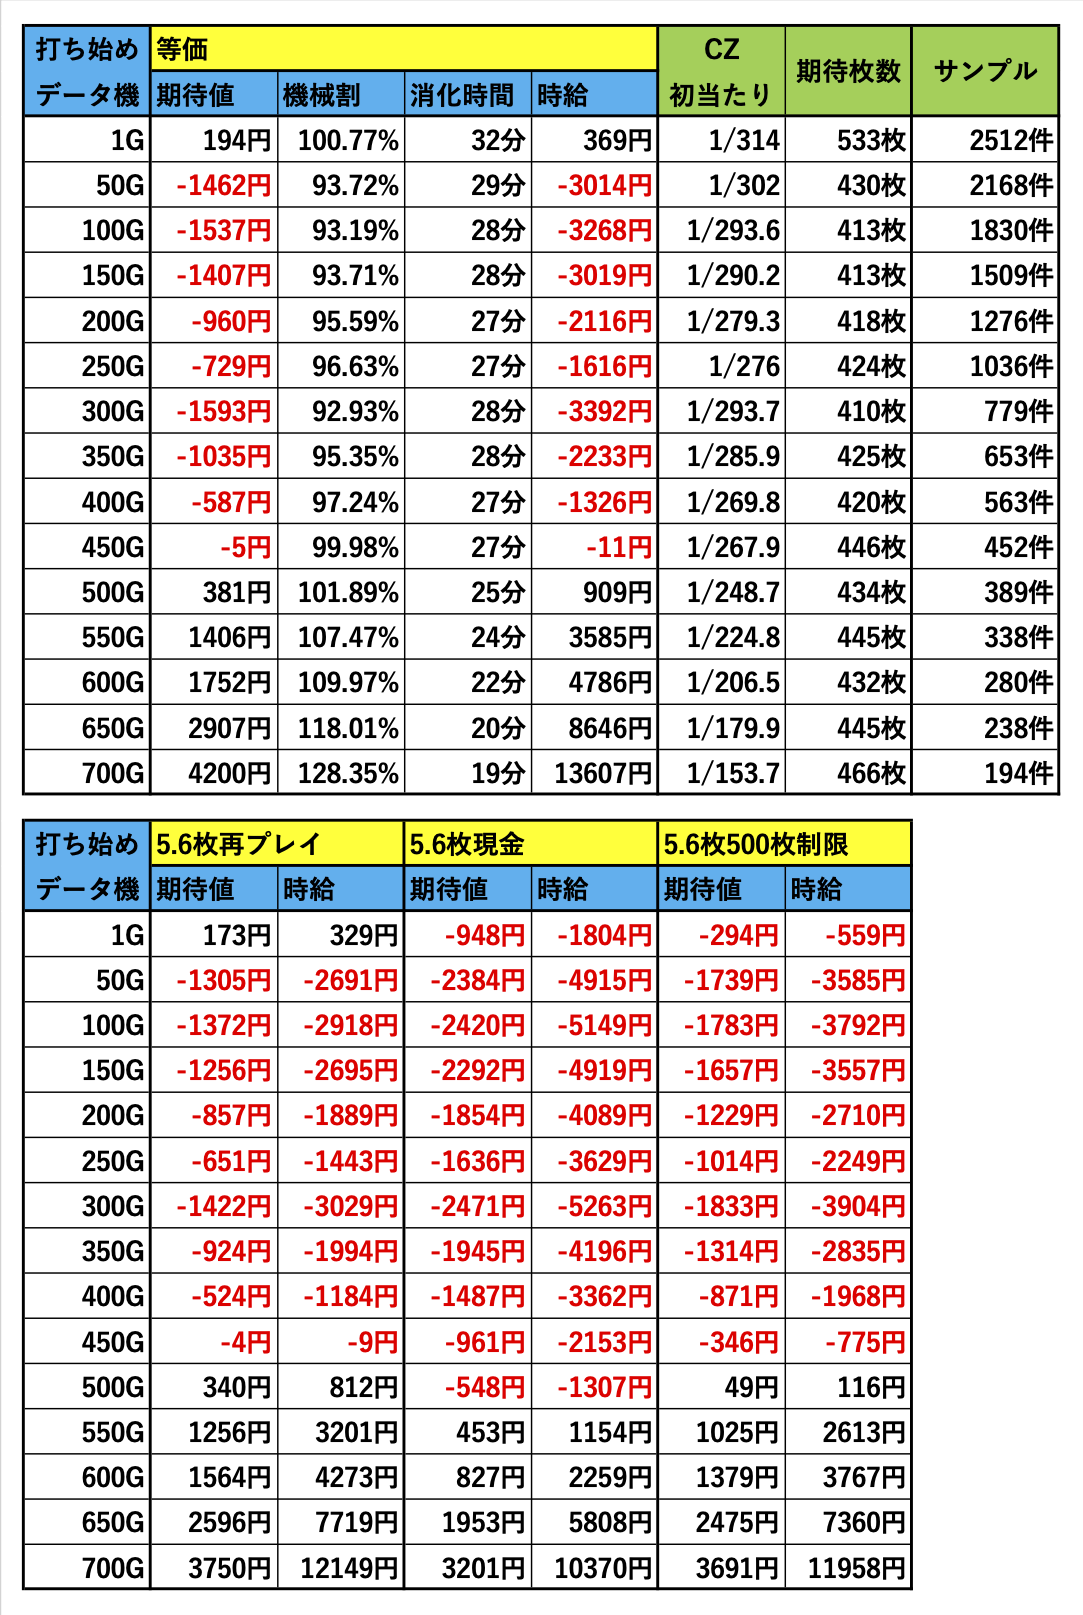 打ち始め 等価 CZ 期待枚数 サンプル
データ機 期待値 機械割 消化時間 時給 初当たり
1G 194円 100.77% 32分 369円 1/314 533枚 2512件
50G -1462円 93.72% 29分 -3014円 1/302 430枚 2168件
100G -1537円 93.19% 28分 -3268円 1/293.6 413枚 1830件
150G -1407円 93.71% 28分 -3019円 1/290.2 413枚 1509件
200G -960円 95.59% 27分 -2116円 1/279.3 418枚 1276件
250G -729円 96.63% 27分 -1616円 1/276 424枚 1036件
300G -1593円 92.93% 28分 -3392円 1/293.7 410枚 779件
350G -1035円 95.35% 28分 -2233円 1/285.9 425枚 653件
400G -587円 97.24% 27分 -1326円 1/269.8 420枚 563件
450G -5円 99.98% 27分 -11円 1/267.9 446枚 452件
500G 381円 101.89% 25分 909円 1/248.7 434枚 389件
550G 1406円 107.47% 24分 3585円 1/224.8 445枚 338件
600G 1752円 109.97% 22分 4786円 1/206.5 432枚 280件
650G 2907円 118.01% 20分 8646円 1/179.9 445枚 238件
700G 4200円 128.35% 19分 13607円 1/153.7 466枚 194件
打ち始め 5.6枚再プレイ 5.6枚現金 5.6枚500枚制限
データ機 期待値 時給 期待値 時給 期待値 時給
1G 173円 329円 -948円 -1804円 -294円 -559円
50G -1305円 -2691円 -2384円 -4915円 -1739円 -3585円
100G -1372円 -2918円 -2420円 -5149円 -1783円 -3792円
150G -1256円 -2695円 -2292円 -4919円 -1657円 -3557円
200G -857円 -1889円 -1854円 -4089円 -1229円 -2710円
250G -651円 -1443円 -1636円 -3629円 -1014円 -2249円
300G -1422円 -3029円 -2471円 -5263円 -1833円 -3904円
350G -924円 -1994円 -1945円 -4196円 -1314円 -2835円
400G -524円 -1184円 -1487円 -3362円 -871円 -1968円
450G -4円 -9円 -961円 -2153円 -346円 -775円
500G 340円 812円 -548円 -1307円 49円 116円
550G 1256円 3201円 453円 1154円 1025円 2613円
600G 1564円 4273円 827円 2259円 1379円 3767円
650G 2596円 7719円 1953円 5808円 2475円 7360円
700G 3750円 12149円 3201円 10370円 3691円 11958円